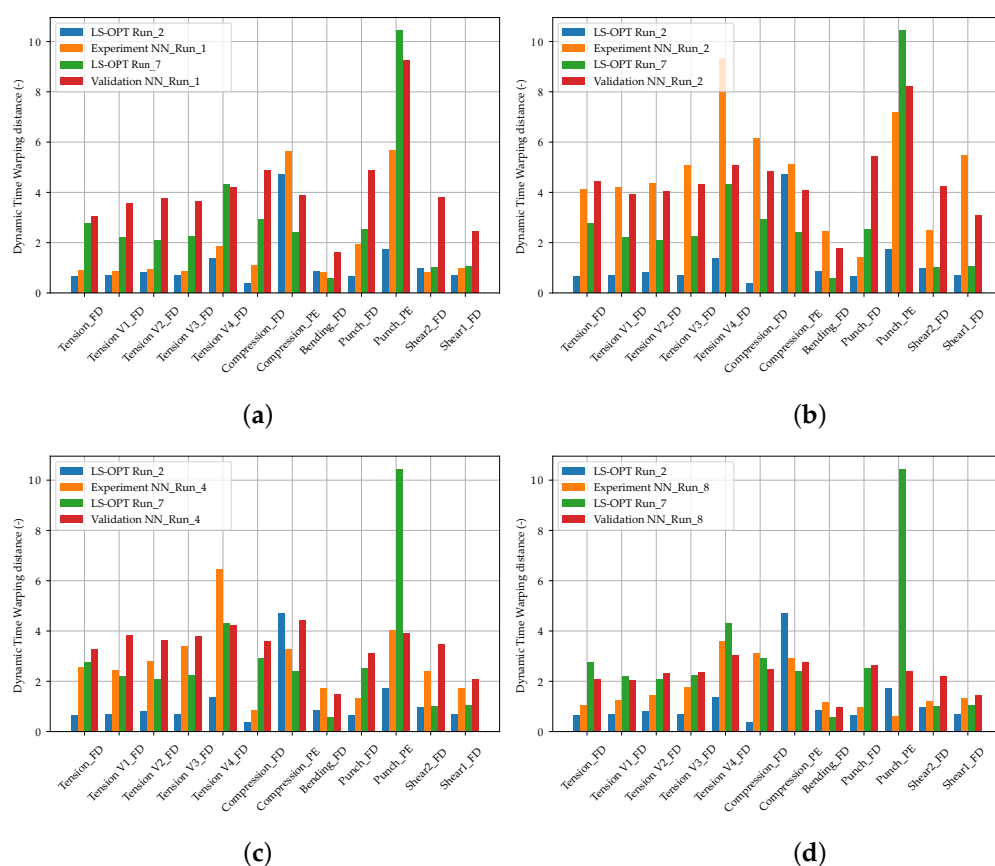 LS-OPT Run_2
Experiment NN_Run_1
LS-OPT Run_7
Validation NN_Run_1
Dynamic Time Warping distance (-)
10
8
6
4
2
0
Tension_FD
Tension V1_FD
Tension V2_FD
Tension V3_FD
Tension V4_FD
Compression_FD
Compression_PE
Bending_FD
Punch_FD
Punch_PE
Shear2_FD
Shear1_FD
(a)
LS-OPT Run_2
Experiment NN_Run_2
LS-OPT Run_7
Validation NN_Run_2
Dynamic Time Warping distance (-)
10
8
6
4
2
0
Tension_FD
Tension V1_FD
Tension V2_FD
Tension V3_FD
Tension V4_FD
Compression_FD
Compression_PE
Bending_FD
Punch_FD
Punch_PE
Shear2_FD
Shear1_FD
(b)
LS-OPT Run_2
Experiment NN_Run_4
LS-OPT Run_7
Validation NN_Run_4
Dynamic Time Warping distance (-)
10
8
6
4
2
0
Tension_FD
Tension V1_FD
Tension V2_FD
Tension V3_FD
Tension V4_FD
Compression_FD
Compression_PE
Bending_FD
Punch_FD
Punch_PE
Shear2_FD
Shear1_FD
(c)
LS-OPT Run_2
Experiment NN_Run_8
LS-OPT Run_7
Validation NN_Run_8
Dynamic Time Warping distance (-)
10
8
6
4
2
0
Tension_FD
Tension V1_FD
Tension V2_FD
Tension V3_FD
Tension V4_FD
Compression_FD
Compression_PE
Bending_FD
Punch_FD
Punch_PE
Shear2_FD
Shear1_FD
(d)